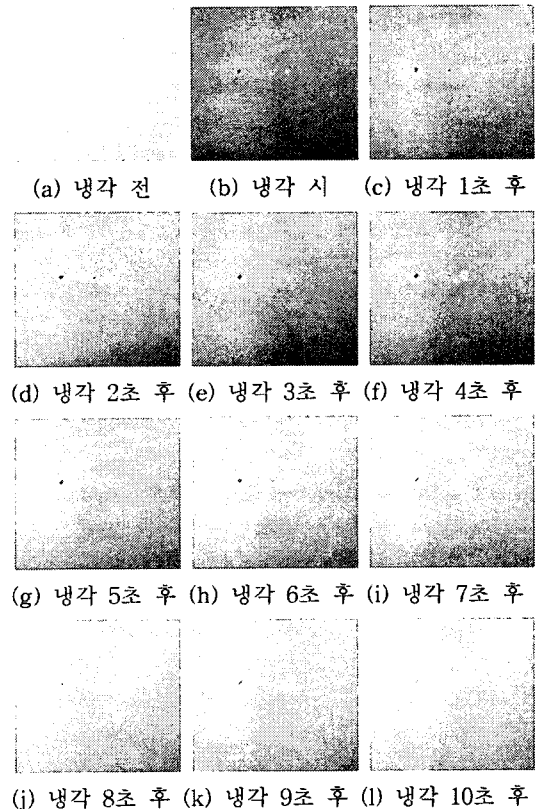 (a) 냉각 전 (b) 냉각 시 (c) 냉각 1초 후
(d) 냉각 2초 후 (e) 냉각 3초 후 (f) 냉각 4초 후
(g) 냉각 5초 후 (h) 냉각 6초 후 (i) 냉각 7초 후
(j) 냉각 8초 후 (k) 냉각 9초 후 (l) 냉각 10초 후